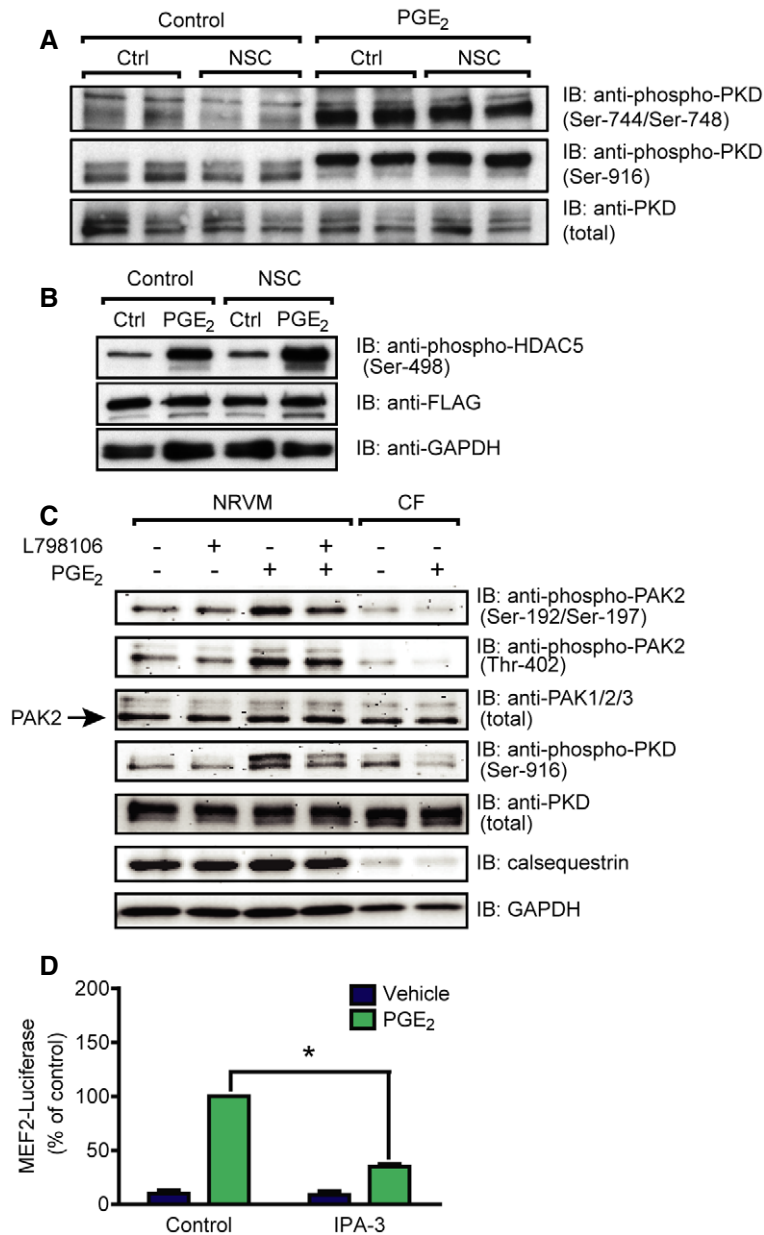 A
Control PGE2
Ctrl NSC Ctrl NSC
IB: anti-phospho-PKD
(Ser-744/Ser-748)
IB: anti-phospho-PKD
(Ser-916)
IB: anti-PKD
(total)
B
Control NSC
Ctrl PGE2 Ctrl PGE2
IB: anti-phospho-HDAC5
(Ser-498)
IB: anti-FLAG
IB: anti-GAPDH
C
NRVM CF
L798106 - + - + - -
PGE2 - - + + - +
IB: anti-phospho-PAK2
(Ser-192/Ser-197)
IB: anti-phospho-PAK2
(Thr-402)
PAK2
IB: anti-PAK1/2/3
(total)
IB: anti-phospho-PKD
(Ser-916)
IB: anti-PKD
(total)
IB: calsequestrin
IB: GAPDH
D
MEF2-Luciferase
(% of control)
200
150
100
50
0
Vehicle
PGE2
*
Control IPA-3